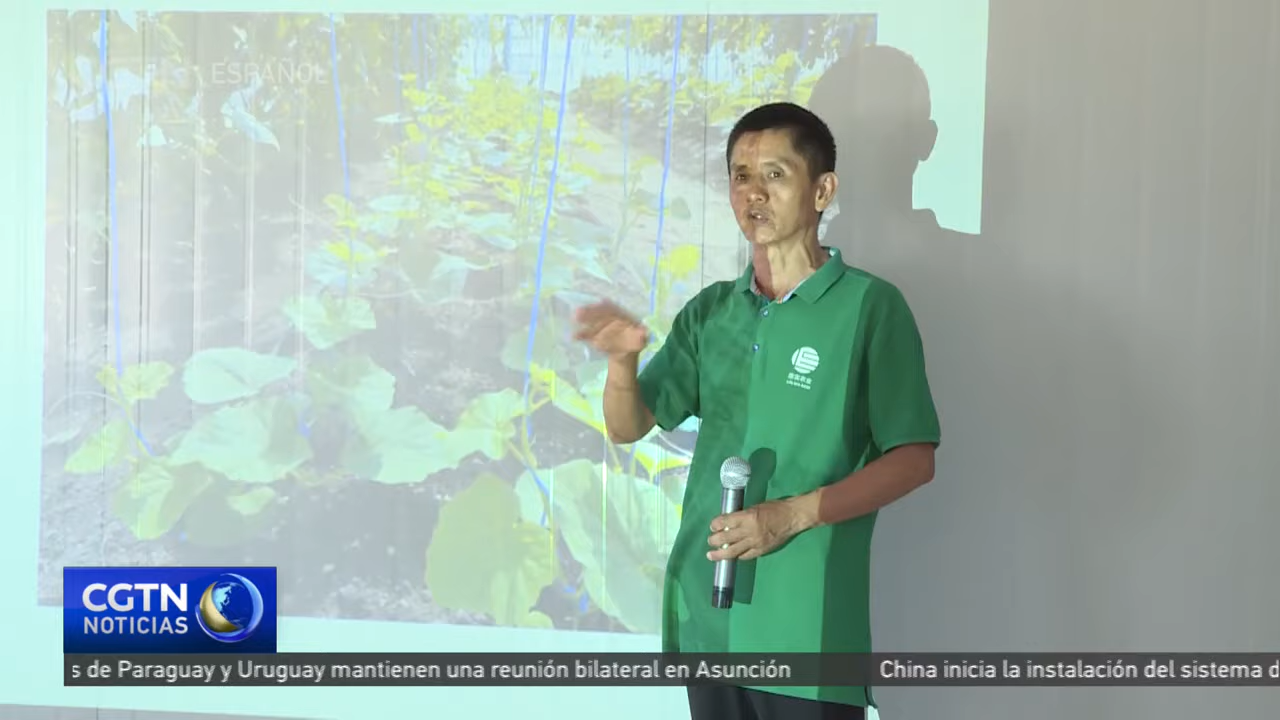 ESPAÑOL
CGTN
NOTICIAS
s de Paraguay y Uruguay mantienen una reunión bilateral en Asunción
China inicia la instalación del sistema d